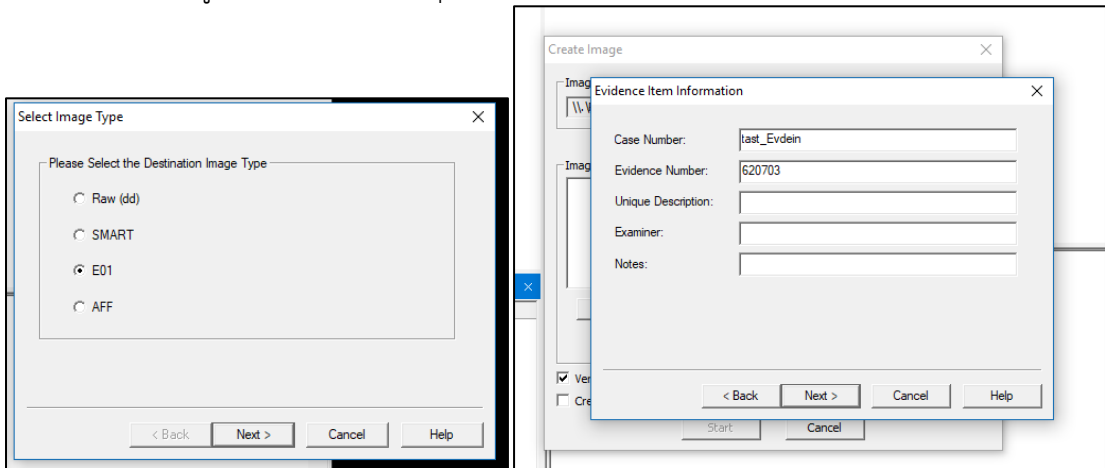 Select Image Type
Please Select the Destination Image Type
Raw (dd)
SMART
E01
AFF
< Back
Next >
Cancel
Help
Create Image
Evidence Item Information
Case Number:
tast_Evdein
Evidence Number:
620703
Unique Description:
Examiner:
Notes:
< Back
Next >
Cancel
Help
Start
Cancel